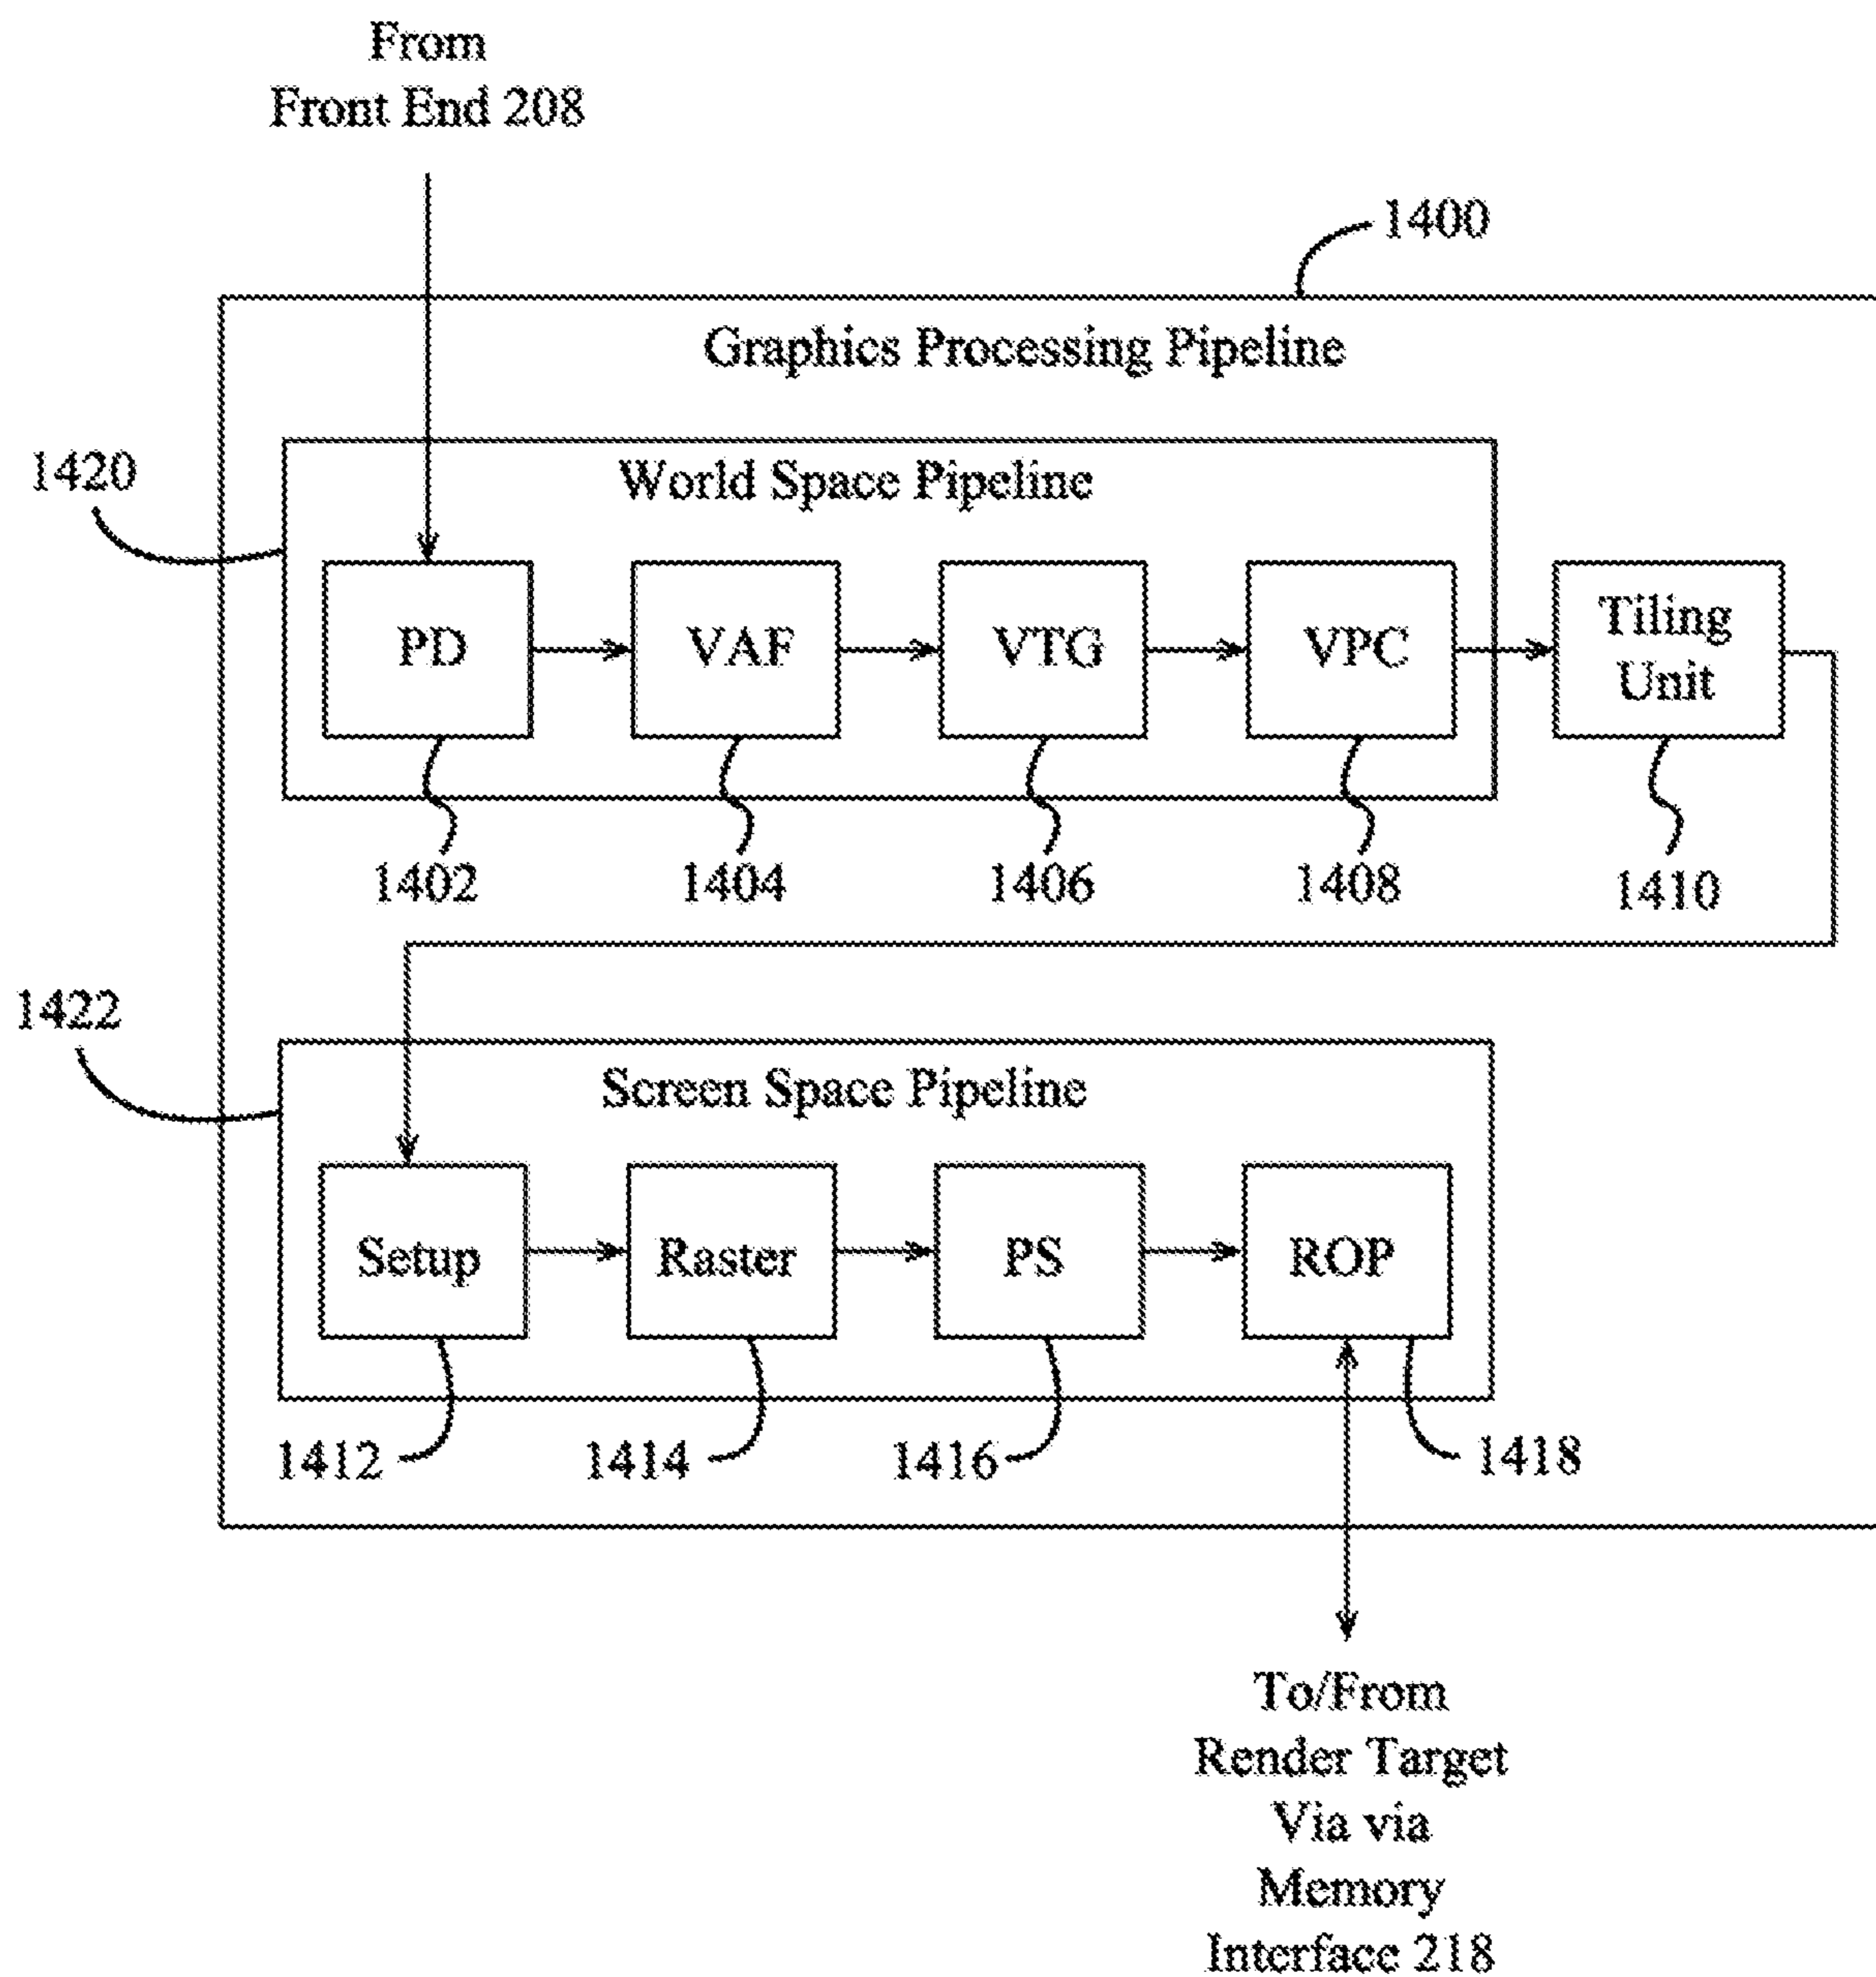 From
Front End 208
1400
Graphics Processing Pipeline
1420
World Space Pipeline
PD
VAF
VTG
VPC
Tiling
Unit
1402
1404
1406
1408
1410
1422
Screen Space Pipeline
Setup
Raster
PS
ROP
1412
1414
1416
1418
To/From
Render Target
Via via
Memory
Interface 218